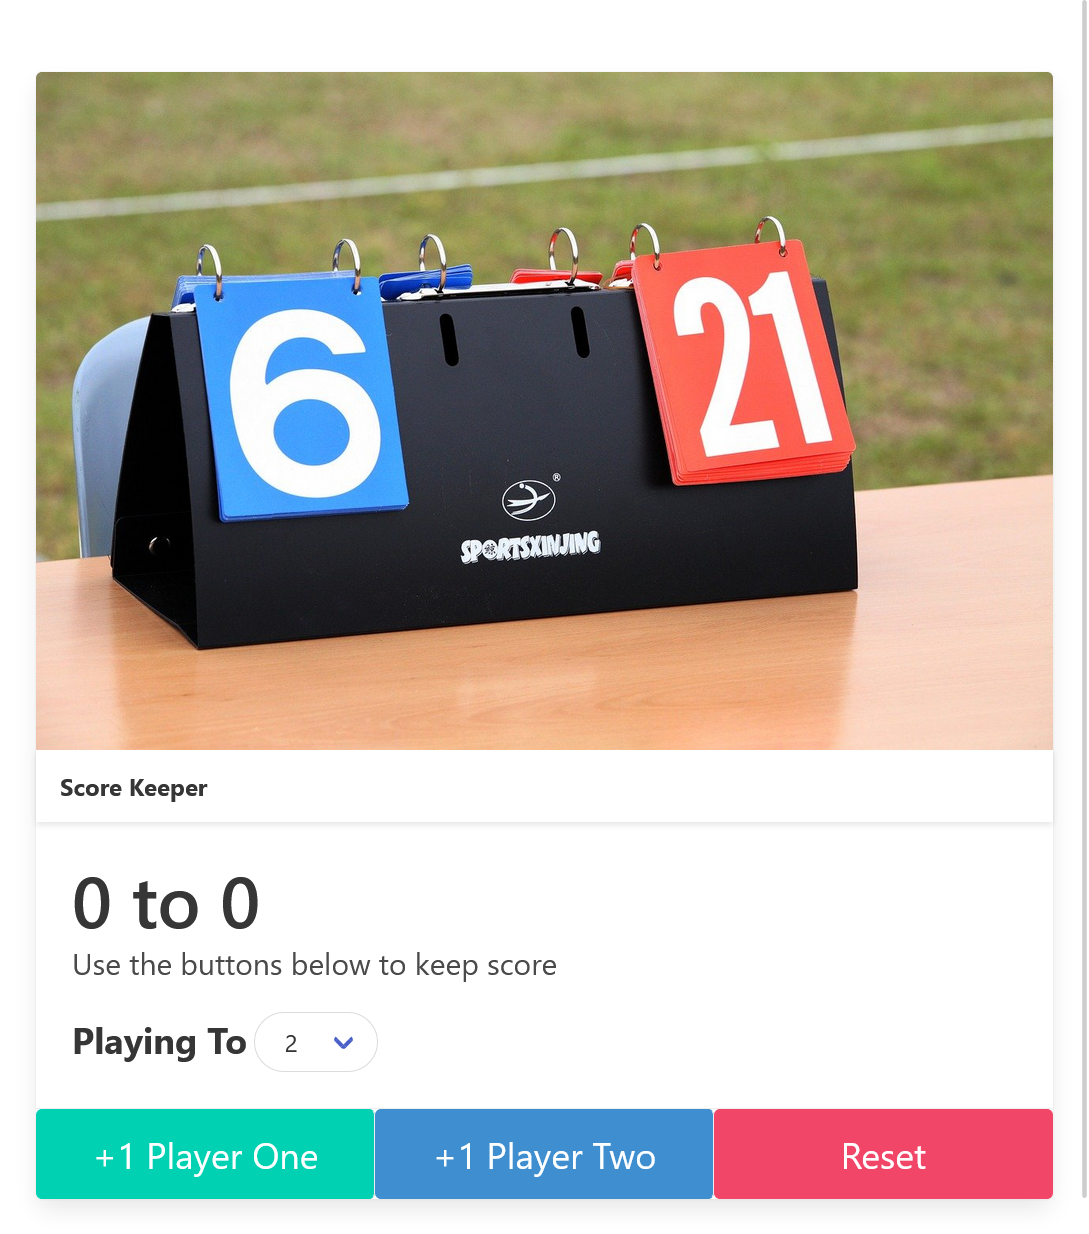 6
21
®
SPORTSXINJING
Score Keeper
0 to 0
Use the buttons below to keep score
Playing To 2
+1 Player One +1 Player Two Reset